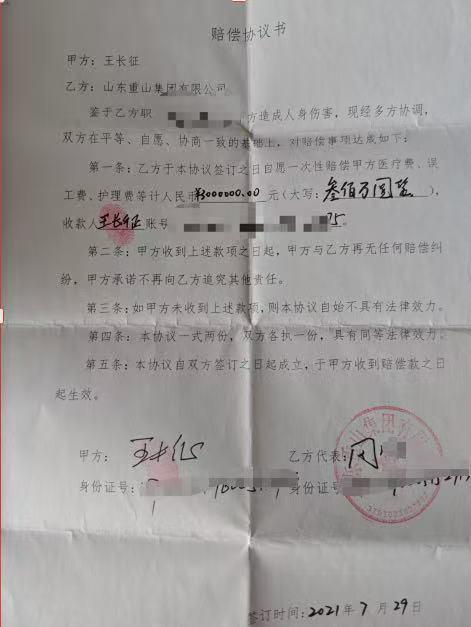 赔偿协议书
甲方：王长征
乙方：山东重山集团有限公司
鉴于乙方职 方造成人身伤害，现经多方协调，
双方在平等、自愿、协商一致的基础上，对赔偿事项达成如下：
第一条：乙方于本协议签订之日自愿一次性赔偿甲方医疗费、误
工费、护理费等计人民币¥3000000.00元（大写：叁佰万圆整），
收款人王长征账号 75。
第二条：甲方收到上述款项之日起，甲方与乙方再无任何赔偿纠
纷，甲方承诺不再向乙方追究其他责任。
第三条：如甲方未收到上述款项，则本协议自始不具有法律效力。
第四条：本协议一式两份，双方各执一份，具有同等法律效力。
第五条：本协议自双方签订之日起成立，于甲方收到赔偿款之日
起生效。
甲方：王长征 乙方代表：周
身份证号： 身份证号：
签订时间：2021年7月29日